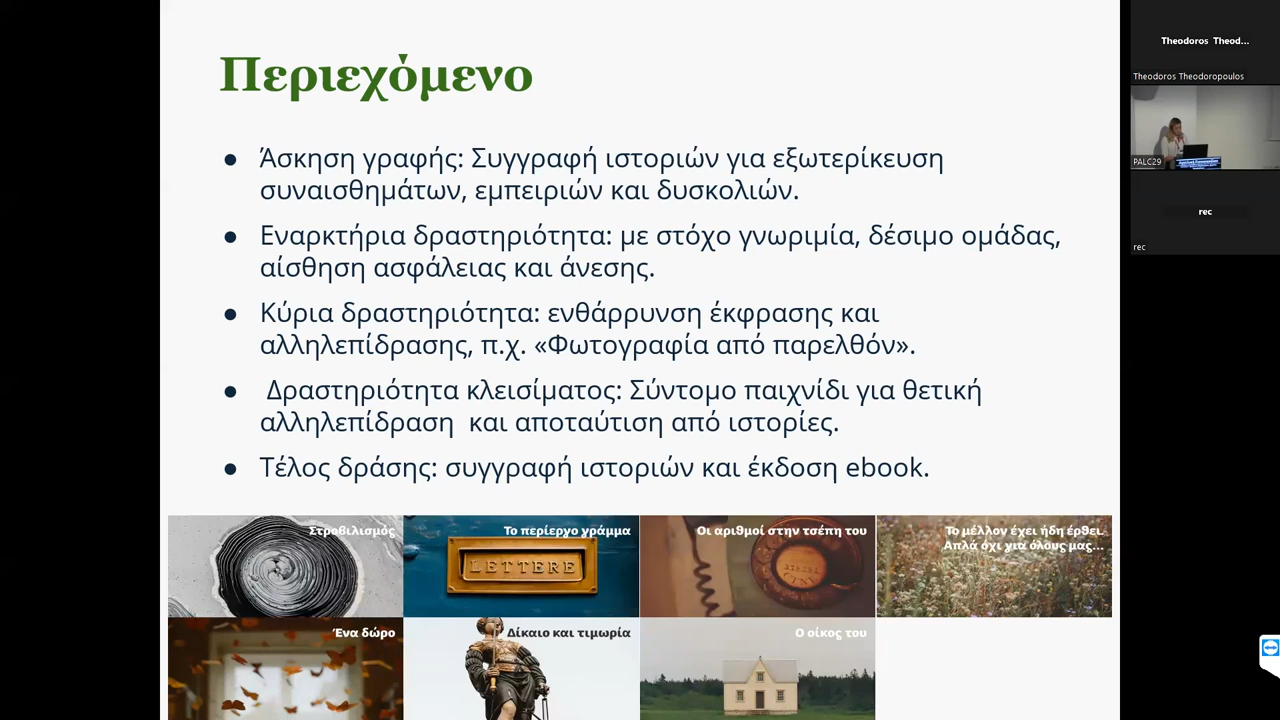 Περιεχόμενο
● Άσκηση γραφής: Συγγραφή ιστοριών για εξωτερίκευση
συναισθημάτων, εμπειριών και δυσκολιών.
● Εναρκτήρια δραστηριότητα: με στόχο γνωριμία, δέσιμο ομάδας,
αίσθηση ασφάλειας και άνεσης.
● Κύρια δραστηριότητα: ενθάρρυνση έκφρασης και
αλληλεπίδρασης, π.χ. «Φωτογραφία από παρελθόν».
● Δραστηριότητα κλεισίματος: Σύντομο παιχνίδι για θετική
αλληλεπίδραση και αποταύτιση από ιστορίες.
● Τέλος δράσης: συγγραφή ιστοριών και έκδοση ebook.
Στροβιλισμός
Το περίεργο γράμμα
LETTERE
Οι αριθμοί στην τσέπη του
Το μέλλον έχει ήδη έρθει.
Απλά όχι για όλους μας...
Ένα δώρο
Δίκαιο και τιμωρία
Ο οίκος του
Theodoros Theod...
Theodoros Theodoropoulos
PALC29
rec
rec